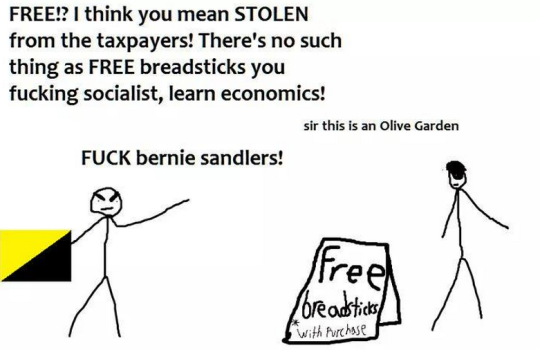 FREE!? I think you mean STOLEN
from the taxpayers! There's no such
thing as FREE breadsticks you
fucking socialist, learn economics!
sir this is an Olive Garden
FUCK bernie sandlers!
Free
breadsticks
*with Purchase